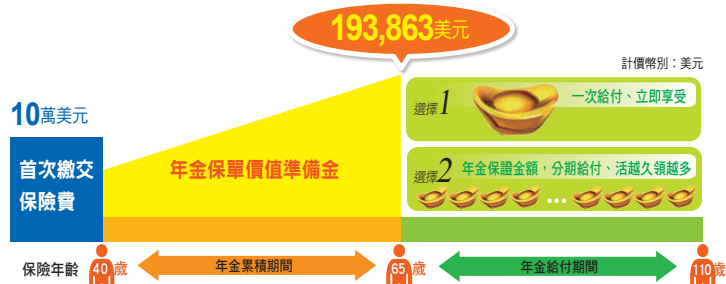 193,863美元
計價幣別：美元
10萬美元
首次繳交
保險費
年金保單價值準備金
選擇1
一次給付、立即享受
選擇2
年金保證金額，分期給付、活越久領越多
...
保險年齡
40歲
年金累積期間
65歲
年金給付期間
110歲